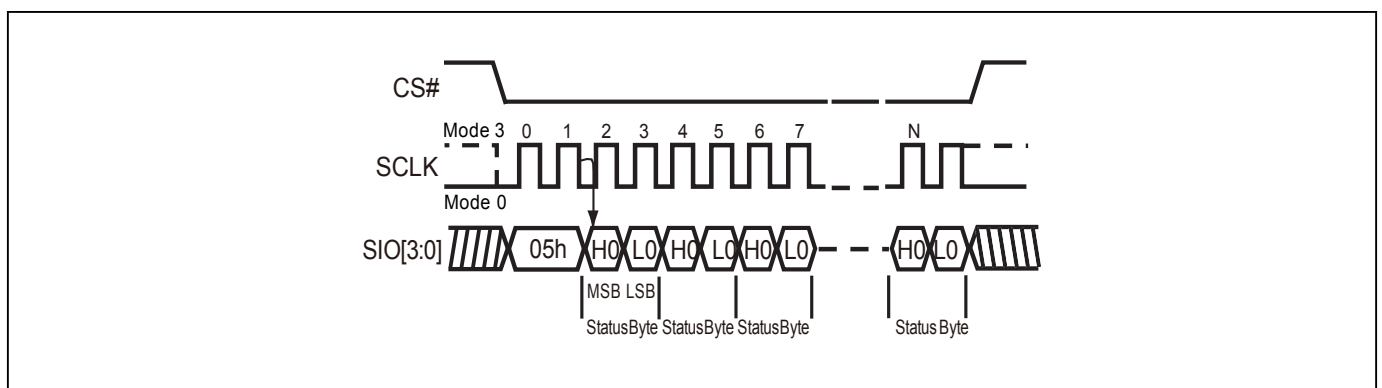 CS#
Mode 3 0 1 2 3 4 5 6 7 N
SCLK
Mode 0
SIO[3:0] 05h H0 L0 H0 L0 H0 L0 H0 L0
MSB LSB
StatusByte StatusByte StatusByte Status Byte